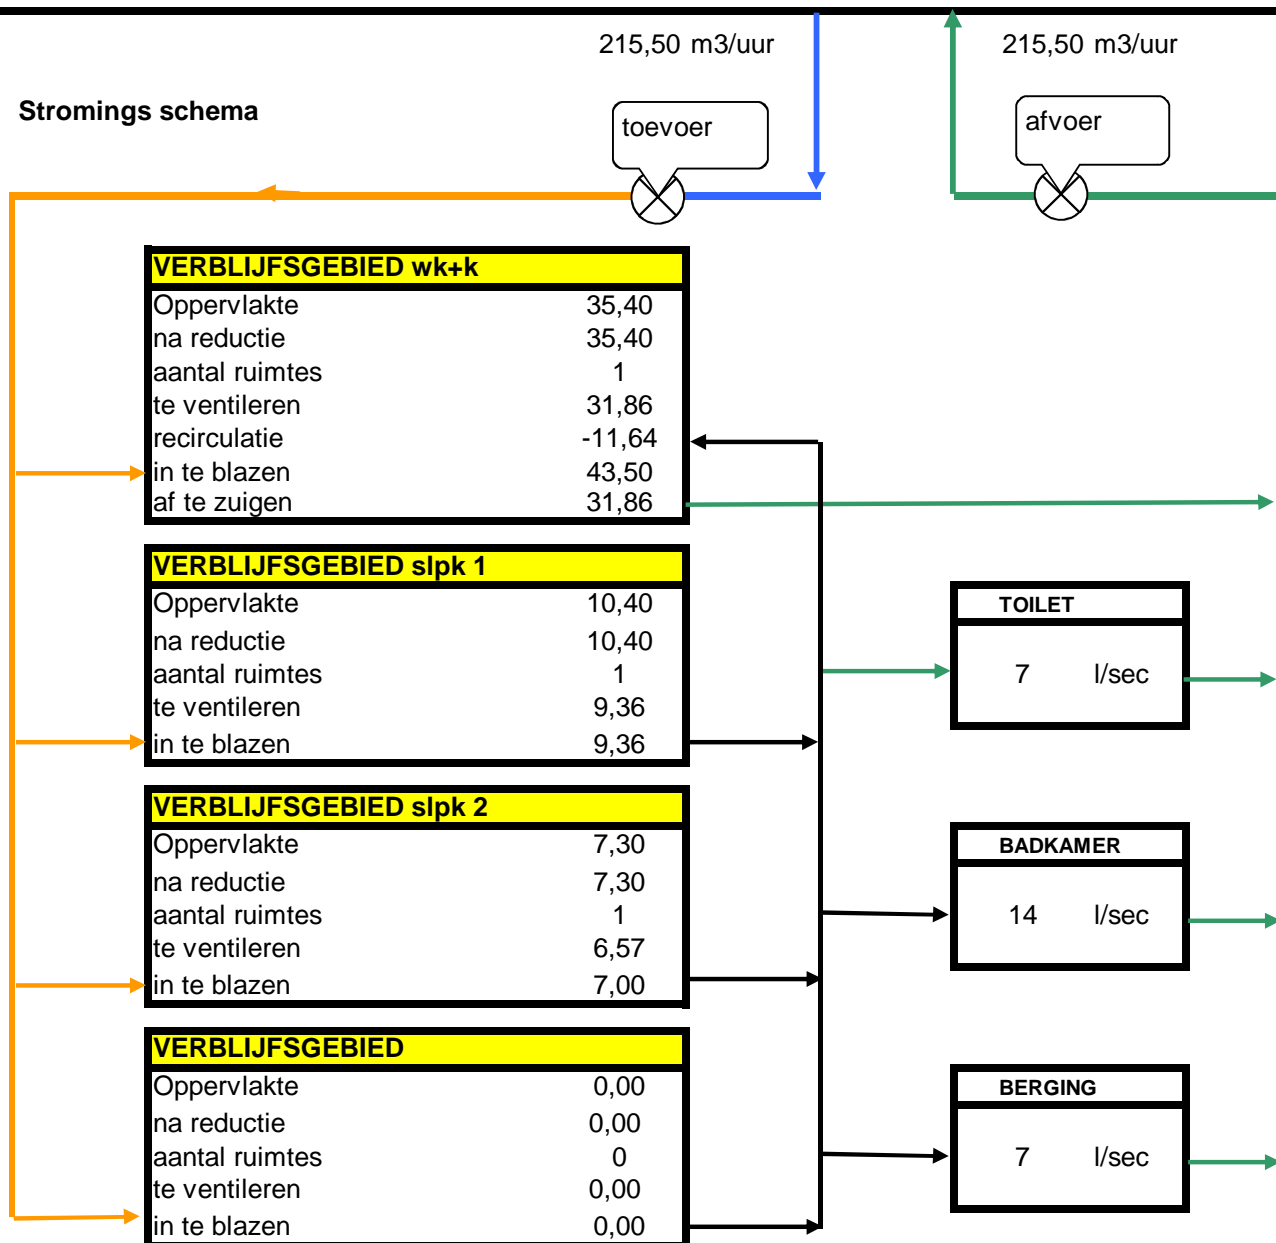 215,50 m3/uur
215,50 m3/uur
Stromings schema
toevoer
afvoer
VERBLIJFSGEBIED wk+k
Oppervlakte 35,40
na reductie 35,40
aantal ruimtes 1
te ventileren 31,86
recirculatie -11,64
in te blazen 43,50
af te zuigen 31,86
VERBLIJFSGEBIED slpk 1
Oppervlakte 10,40
na reductie 10,40
aantal ruimtes 1
te ventileren 9,36
in te blazen 9,36
TOILET
7 l/sec
VERBLIJFSGEBIED slpk 2
Oppervlakte 7,30
na reductie 7,30
aantal ruimtes 1
te ventileren 6,57
in te blazen 7,00
BADKAMER
14 l/sec
VERBLIJFSGEBIED
Oppervlakte 0,00
na reductie 0,00
aantal ruimtes 0
te ventileren 0,00
in te blazen 0,00
BERGING
7 l/sec